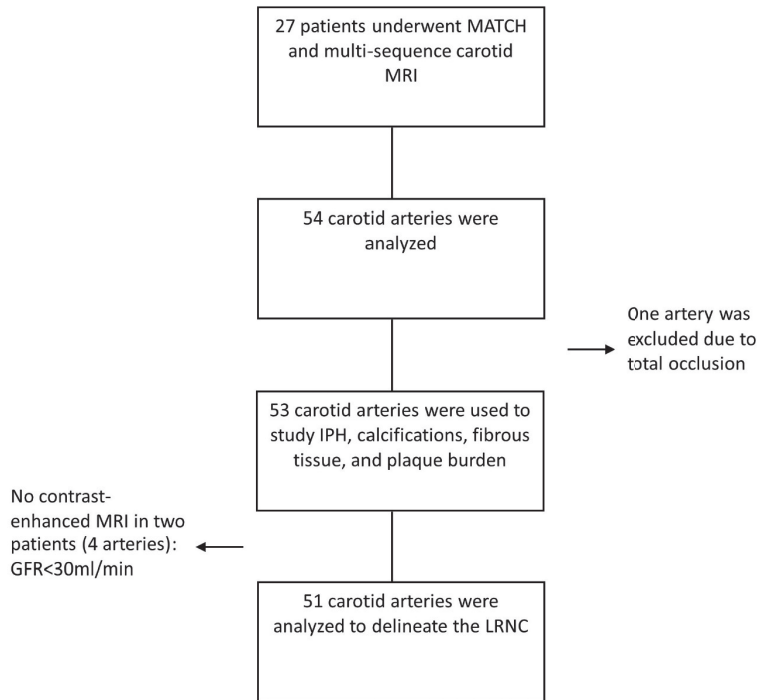 27 patients underwent MATCH
and multi-sequence carotid
MRI
54 carotid arteries were
analyzed
One artery was
excluded due to
total occlusion
53 carotid arteries were used to
study IPH, calcifications, fibrous
tissue, and plaque burden
No contrast-
enhanced MRI in two
patients (4 arteries):
GFR<30ml/min
51 carotid arteries were
analyzed to delineate the LRNC